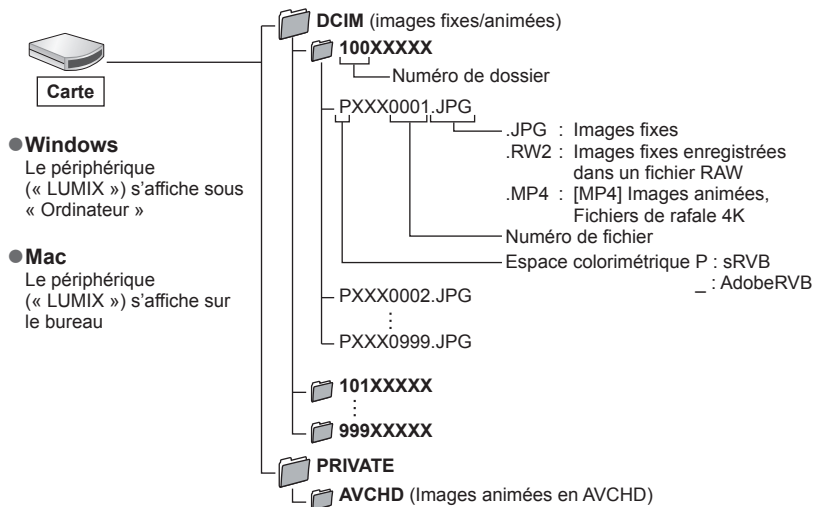 DCIM (images fixes/animées)
100XXXXX
Numéro de dossier
Carte
PXXX0001.JPG
.JPG : Images fixes
.RW2 : Images fixes enregistrées
dans un fichier RAW
.MP4 : [MP4] Images animées,
Fichiers de rafale 4K
Numéro de fichier
Espace colorimétrique P : sRVB
_ : AdobeRVB
●Windows
Le périphérique
(« LUMIX ») s’affiche sous
« Ordinateur »
●Mac
Le périphérique
(« LUMIX ») s’affiche sur
le bureau
PXXX0002.JPG
PXXX0999.JPG
101XXXXX
999XXXXX
PRIVATE
AVCHD (Images animées en AVCHD)